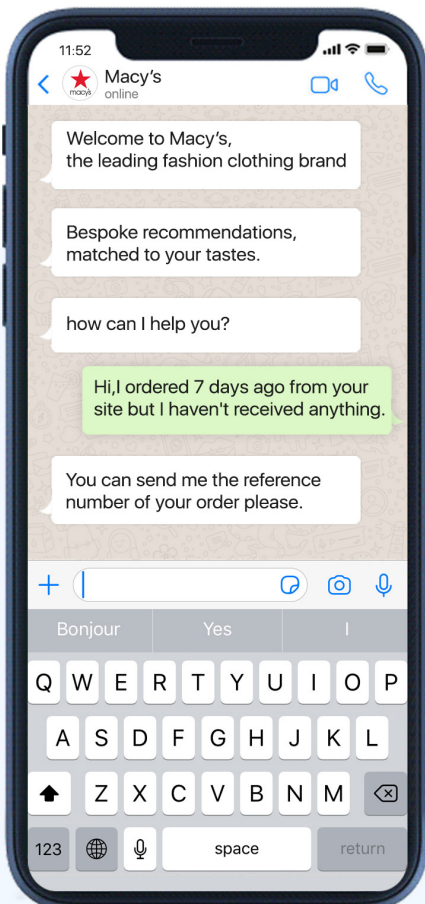 11:52
Macy's
macy's
online
Welcome to Macy's,
the leading fashion clothing brand
Bespoke recommendations,
matched to your tastes.
how can I help you?
Hi,I ordered 7 days ago from your
site but I haven't received anything.
You can send me the reference
number of your order please.
Bonjour Yes I
Q W E R T Y U I O P
A S D F G H J K L
Z X C V B N M
123 space return